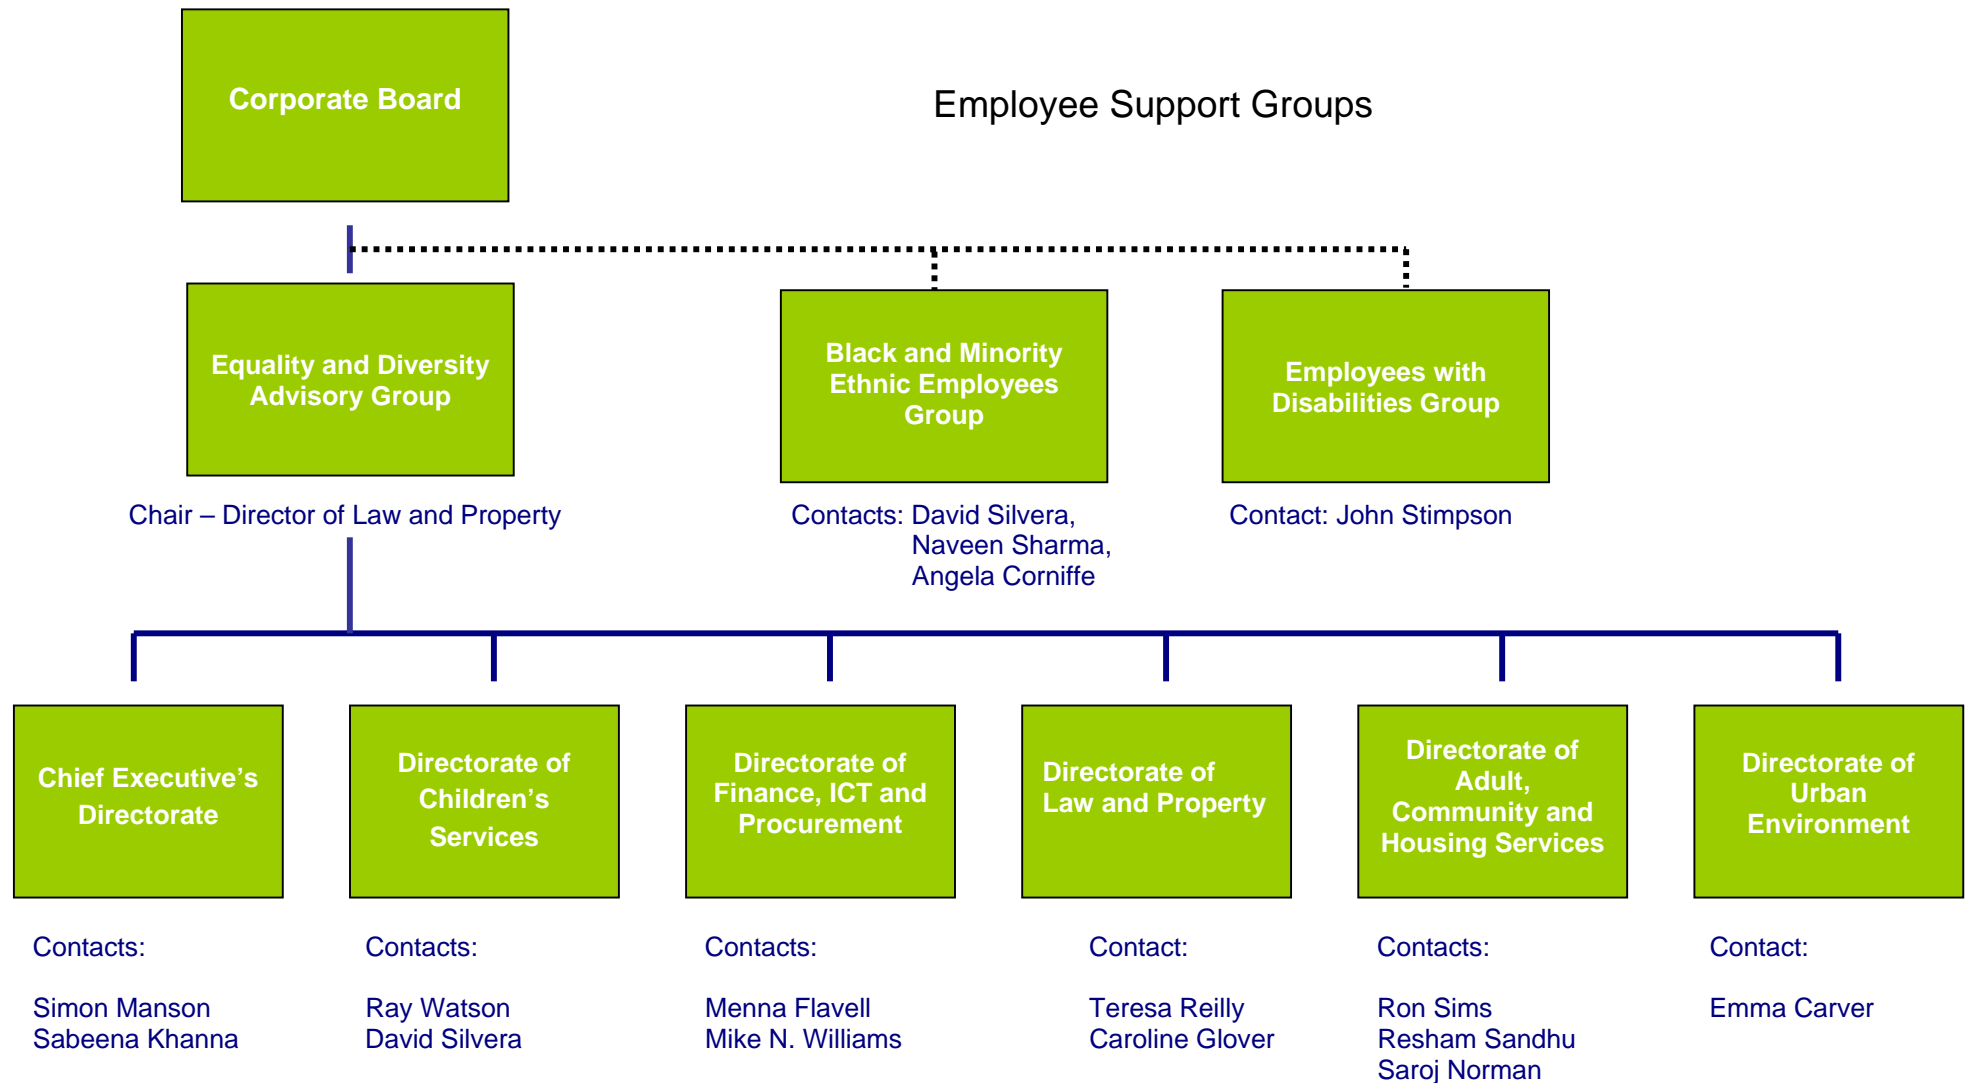 Corporate Board
Employee Support Groups
Equality and Diversity
Advisory Group
Black and Minority
Ethnic Employees
Group
Employees with
Disabilities Group
Chair – Director of Law and Property
Contacts: David Silvera,
Naveen Sharma,
Angela Corniffe
Contact: John Stimpson
Chief Executive’s
Directorate
Directorate of
Children’s
Services
Directorate of
Finance, ICT and
Procurement
Directorate of
Law and Property
Directorate of
Adult,
Community and
Housing Services
Directorate of
Urban
Environment
Contacts:
Simon Manson
Sabeena Khanna
Contacts:
Ray Watson
David Silvera
Contacts:
Menna Flavell
Mike N. Williams
Contact:
Teresa Reilly
Caroline Glover
Contacts:
Ron Sims
Resham Sandhu
Saroj Norman
Contact:
Emma Carver